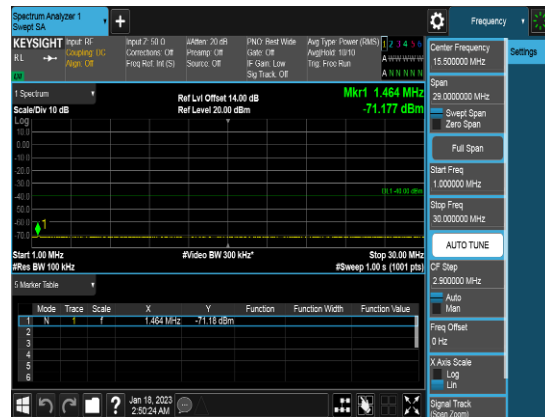 Spectrum Analyzer 1
Swept SA
+
Frequency
KEYSIGHT
RL
Input: RF
Coupling: DC
Align: Off
Input Z: 50 Ω
Corrections: Off
Freq Ref: Int (S)
#Atten: 20 dB
Preamp: Off
Source: Off
PNO: Best Wide
Gate: Off
IF Gain: Low
Sig Track: Off
Avg Type: Power (RMS)
Avg|Hold: 10/10
Trig: Free Run
1 2 3 4 5 6
A W W W W W
A N N N N N
1 Spectrum
Scale/Div 10 dB
Log
Ref Lvl Offset 14.00 dB
Ref Level 20.00 dBm
Mkr1 1.464 MHz
-71.177 dBm
10.0
0.00
-10.0
-20.0
-30.0
-40.0
-50.0
-60.0
-70.0
1
DL1 -40.00 dBm
Start 1.00 MHz
#Res BW 100 kHz
#Video BW 300 kHz*
Stop 30.00 MHz
#Sweep 1.00 s (1001 pts)
5 Marker Table
Mode Trace Scale X Y Function Function Width Function Value
1 N 1 f 1.464 MHz -71.18 dBm
2
3
4
5
6
?
Jan 18, 2023
2:50:24 AM
Center Frequency
15.500000 MHz
Settings
Span
29.0000000 MHz
Swept Span
Zero Span
Full Span
Start Freq
1.000000 MHz
Stop Freq
30.000000 MHz
AUTO TUNE
CF Step
2.900000 MHz
Auto
Man
Freq Offset
0 Hz
X Axis Scale
Log
Lin
Signal Track
(Span Zoom)